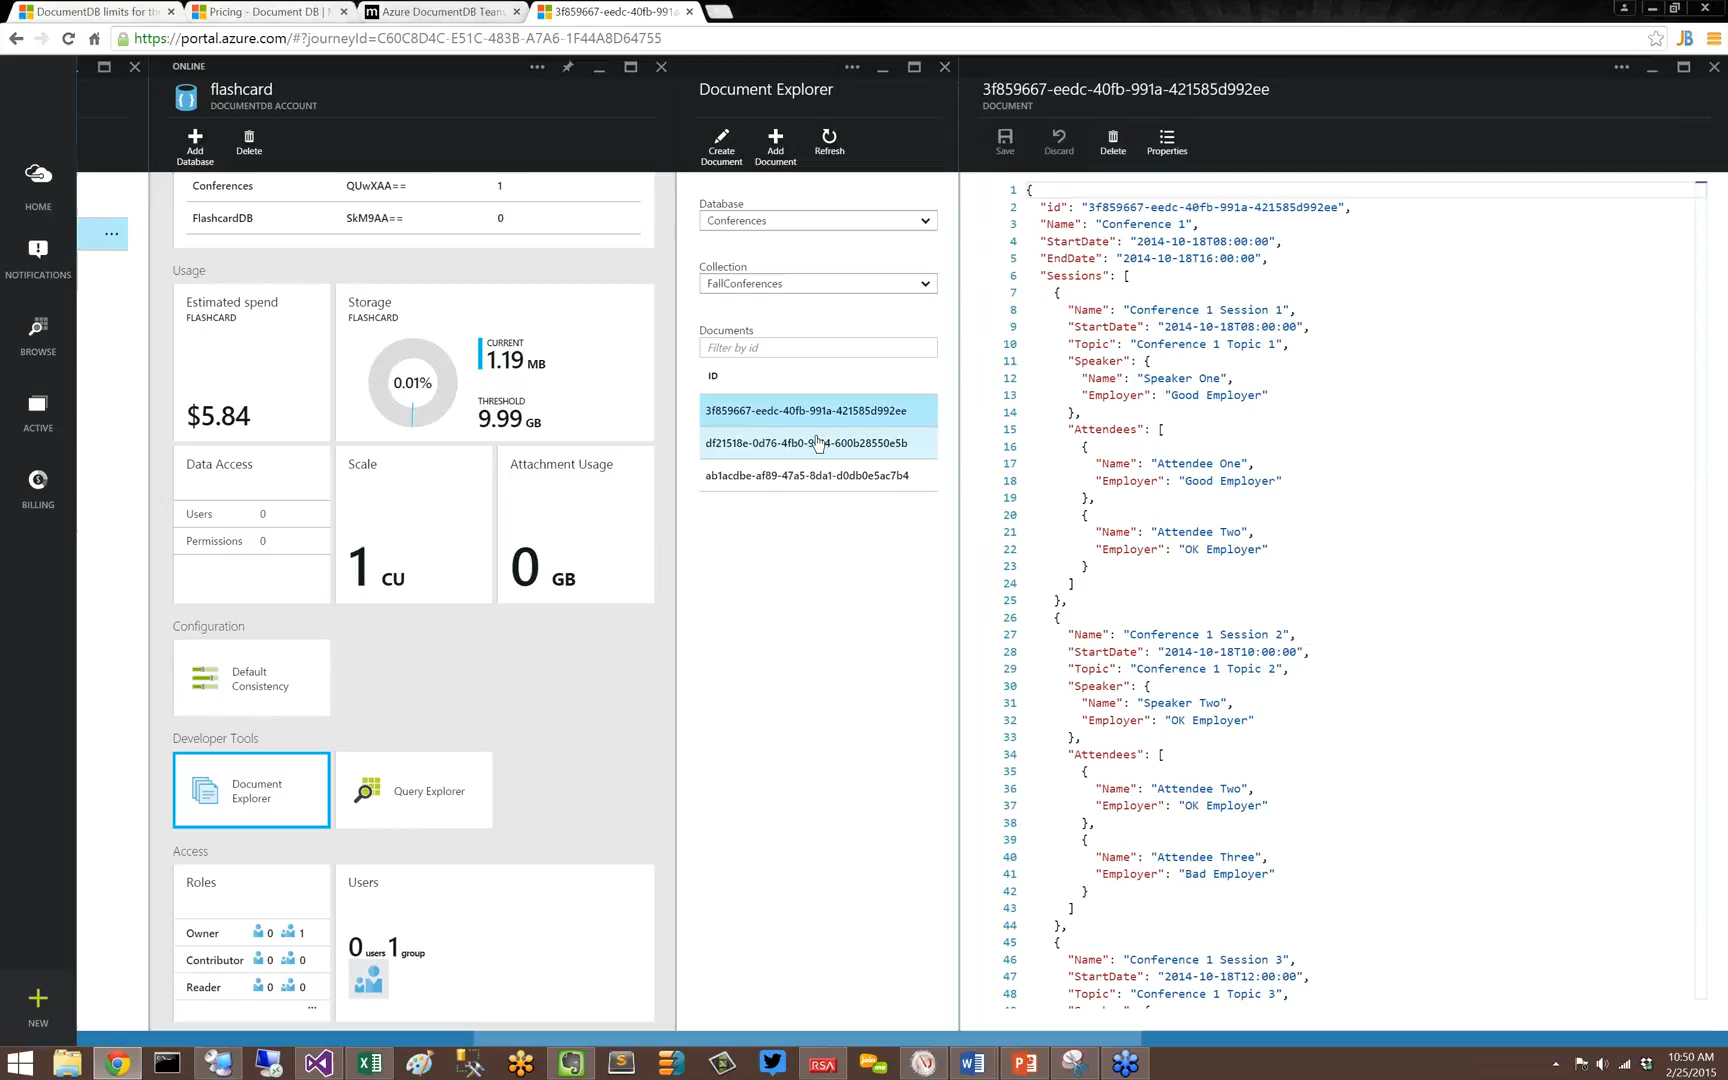 DocumentDB limits for the
Pricing - Document DB | M
Azure DocumentDB Team
3f859667-eedc-40fb-991a
https://portal.azure.com/#?journeyId=C60C8D4C-E51C-483B-A7A6-1F44A8D64755
HOME
NOTIFICATIONS
BROWSE
ACTIVE
BILLING
NEW
...
ONLINE
flashcard
DOCUMENTDB ACCOUNT
Add Database
Delete
Conferences QUwXAA== 1
FlashcardDB SkM9AA== 0
Usage
Estimated spend
FLASHCARD
$5.84
Storage
FLASHCARD
0.01%
CURRENT
1.19 MB
THRESHOLD
9.99 GB
Data Access
Users 0
Permissions 0
Scale
1 CU
Attachment Usage
0 GB
Configuration
Default
Consistency
Developer Tools
Document
Explorer
Query Explorer
Access
Roles
Owner 0 1
Contributor 0 0
Reader 0 0
...
Users
0 users 1 group
Document Explorer
Create Document
Add Document
Refresh
Database
Conferences
Collection
FallConferences
Documents
Filter by id
ID
3f859667-eedc-40fb-991a-421585d992ee
df21518e-0d76-4fb0- -600b28550e5b
ab1acdbe-af89-47a5-8da1-d0db0e5ac7b4
3f859667-eedc-40fb-991a-421585d992ee
DOCUMENT
Save
Discard
Delete
Properties
1 {
2 "id": "3f859667-eedc-40fb-991a-421585d992ee",
3 "Name": "Conference 1",
4 "StartDate": "2014-10-18T08:00:00",
5 "EndDate": "2014-10-18T16:00:00",
6 "Sessions": [
7 {
8 "Name": "Conference 1 Session 1",
9 "StartDate": "2014-10-18T08:00:00",
10 "Topic": "Conference 1 Topic 1",
11 "Speaker": {
12 "Name": "Speaker One",
13 "Employer": "Good Employer"
14 },
15 "Attendees": [
16 {
17 "Name": "Attendee One",
18 "Employer": "Good Employer"
19 },
20 {
21 "Name": "Attendee Two",
22 "Employer": "OK Employer"
23 }
24 ]
25 },
26 {
27 "Name": "Conference 1 Session 2",
28 "StartDate": "2014-10-18T10:00:00",
29 "Topic": "Conference 1 Topic 2",
30 "Speaker": {
31 "Name": "Speaker Two",
32 "Employer": "OK Employer"
33 },
34 "Attendees": [
35 {
36 "Name": "Attendee Two",
37 "Employer": "OK Employer"
38 },
39 {
40 "Name": "Attendee Three",
41 "Employer": "Bad Employer"
42 }
43 ]
44 },
45 {
46 "Name": "Conference 1 Session 3",
47 "StartDate": "2014-10-18T12:00:00",
48 "Topic": "Conference 1 Topic 3",
RSA
join me
10:50 AM
2/25/2015